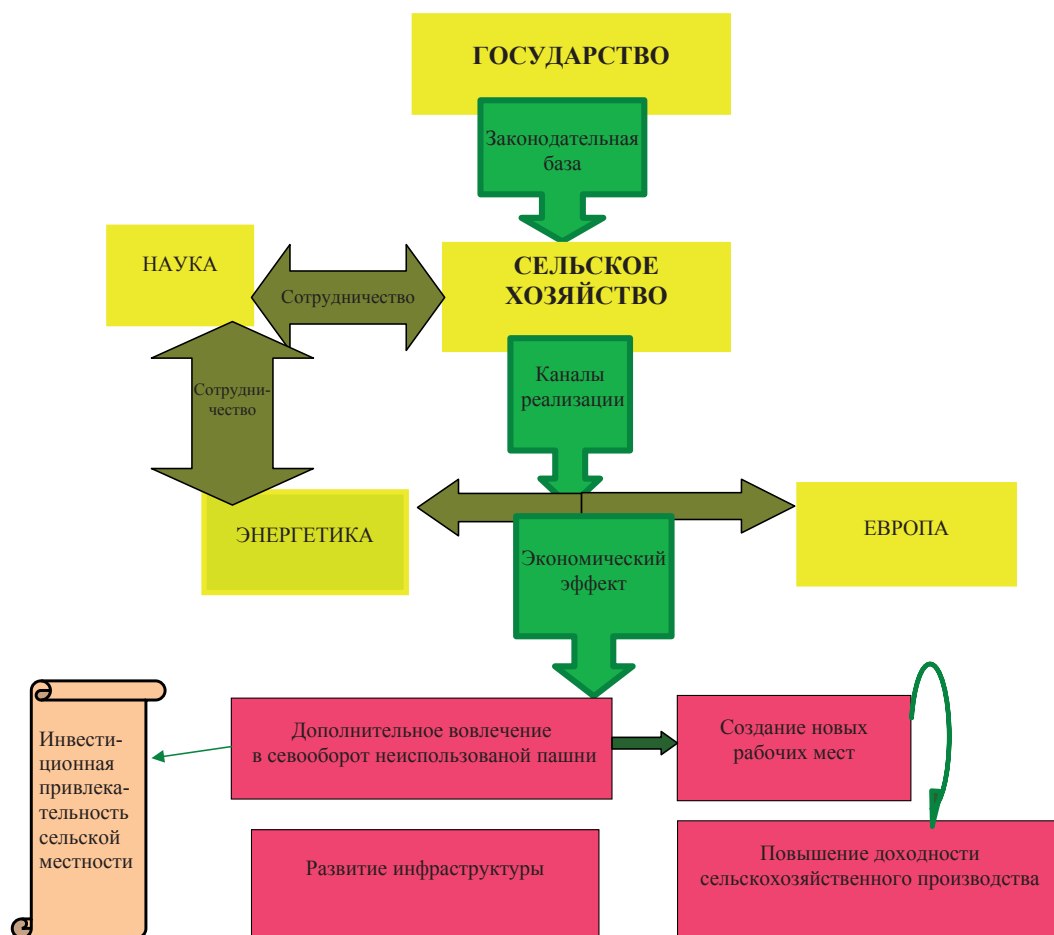 ГОСУДАРСТВО
Законодательная
база
НАУКА
Сотрудничество
СЕЛЬСКОЕ
ХОЗЯЙСТВО
Сотрудни-
чество
Каналы
реализации
ЭНЕРГЕТИКА
ЕВРОПА
Экономический
эффект
Инвести-
ционная
привлека-
тельность
сельской
местности
Дополнительное вовлечение
в севооборот неиспользованой пашни
Создание новых
рабочих мест
Развитие инфраструктуры
Повышение доходности
сельскохозяйственного производства